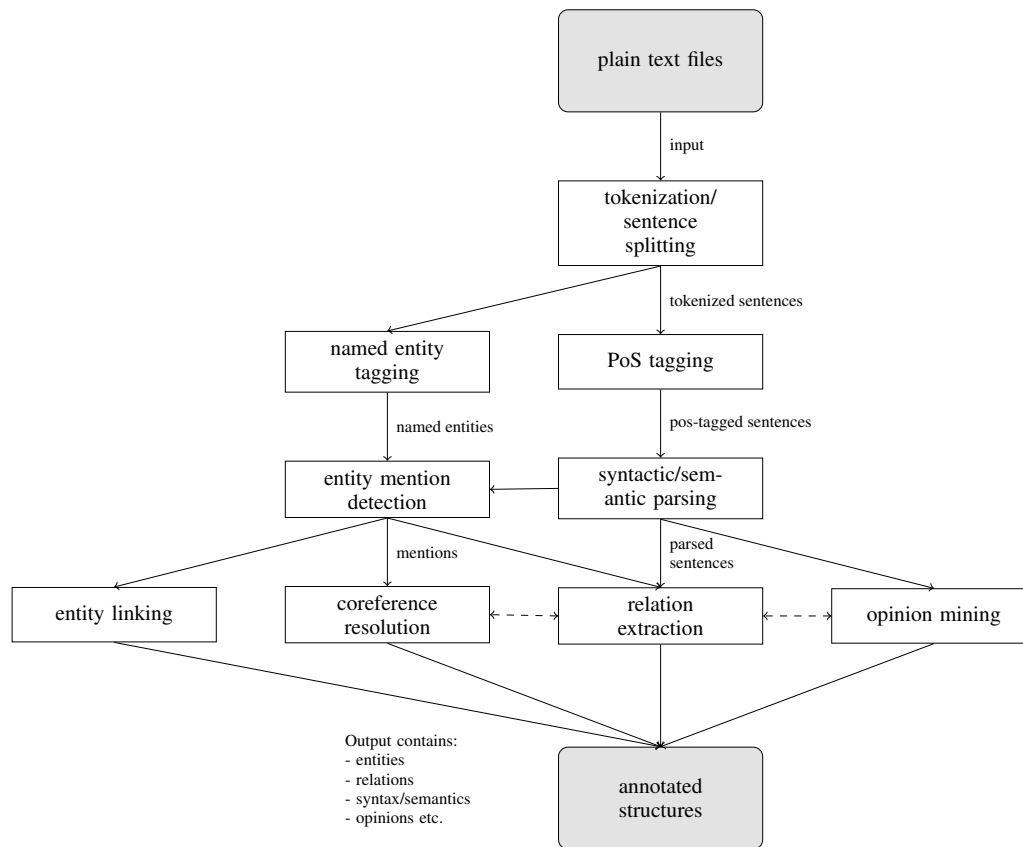 plain text files
input
tokenization/
sentence
splitting
tokenized sentences
named entity
tagging
PoS tagging
named entities
pos-tagged sentences
entity mention
detection
syntactic/sem-
antic parsing
mentions
parsed
sentences
entity linking
coreference
resolution
relation
extraction
opinion mining
Output contains:
- entities
- relations
- syntax/semantics
- opinions etc.
annotated
structures